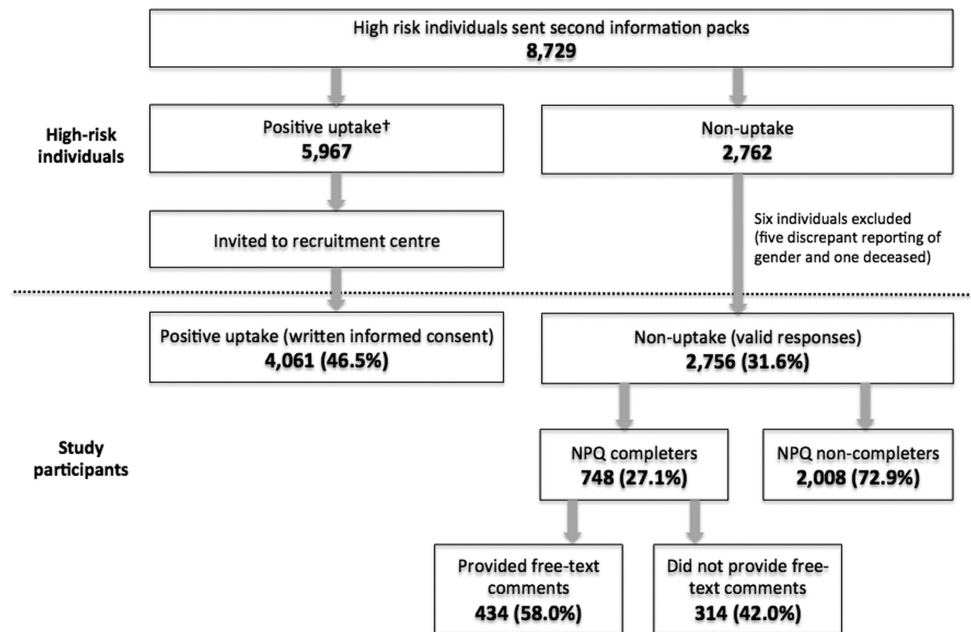 High risk individuals sent second information packs
8,729
High-risk
individuals
Positive uptake†
5,967
Non-uptake
2,762
Invited to recruitment centre
Six individuals excluded
(five discrepant reporting of
gender and one deceased)
Positive uptake (written informed consent)
4,061 (46.5%)
Non-uptake (valid responses)
2,756 (31.6%)
Study
participants
NPQ completers
748 (27.1%)
NPQ non-completers
2,008 (72.9%)
Provided free-text
comments
434 (58.0%)
Did not provide free-
text comments
314 (42.0%)